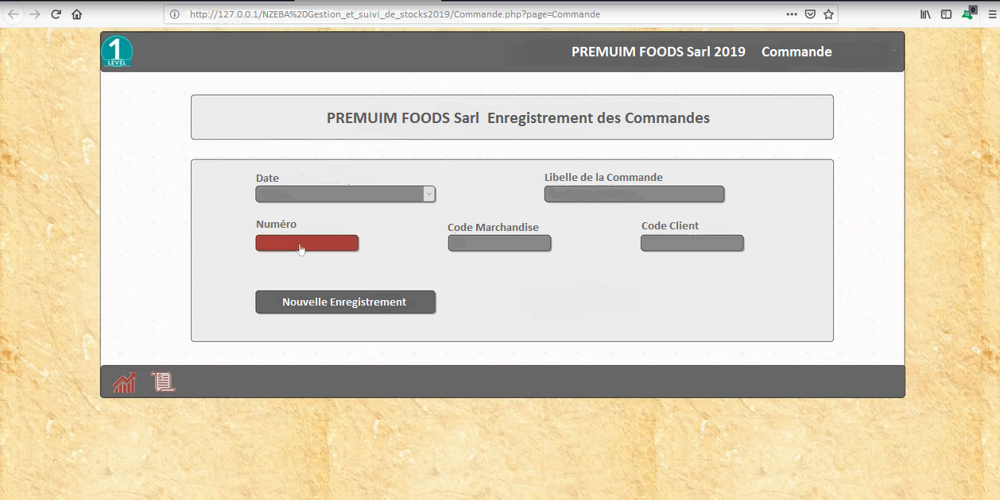 http://127.0.0.1/NZEBA%20Gestion_et_suivi_de_stocks2019/Commande.php?page=Commande
0
1
LEVEL
PREMUIM FOODS Sarl 2019 Commande
PREMUIM FOODS Sarl Enregistrement des Commandes
Date
Libelle de la Commande
Numéro
Code Marchandise
Code Client
Nouvelle Enregistrement